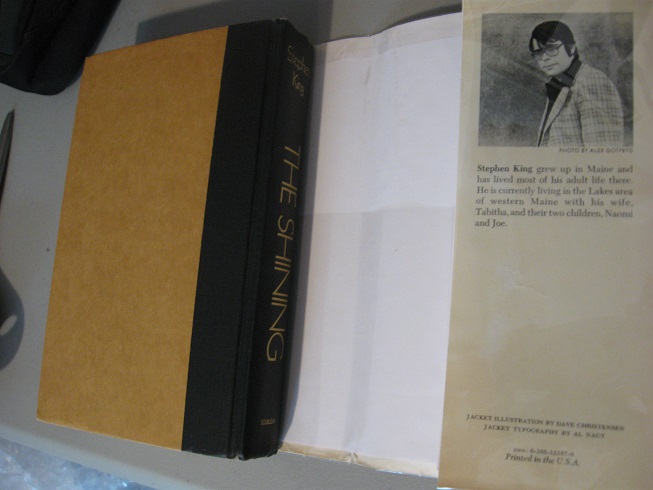 Stephen
King
THE SHINING
PHOTO BY ALEX GOTFRYD
Stephen King grew up in Maine and
has lived most of his adult life there.
He is currently living in the Lakes area
of western Maine with his wife,
Tabitha, and their two children, Naomi
and Joe.
JACKET ILLUSTRATION BY DAVE CHRISTENSEN
JACKET TYPOGRAPHY BY AL NAGY
Printed in the U.S.A.